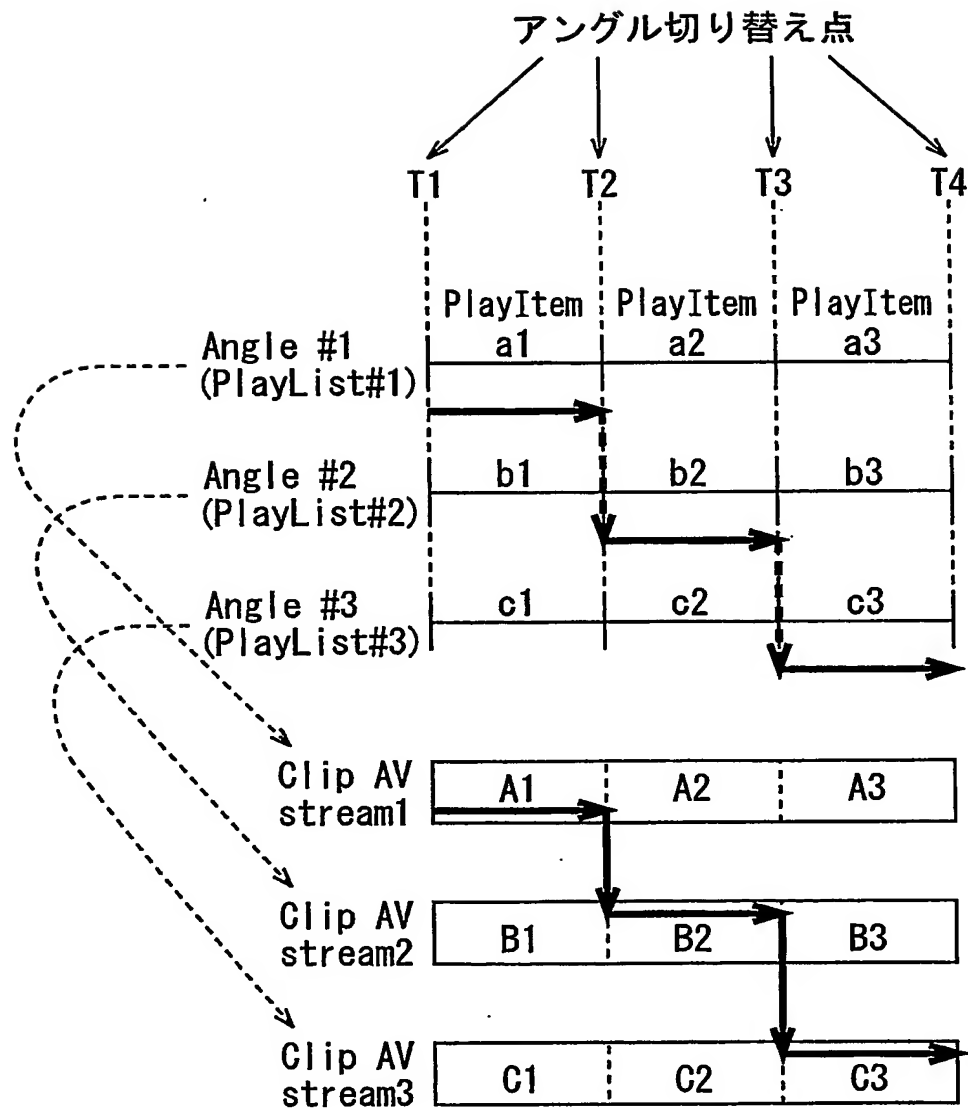 アングル切り替え点
T1 T2 T3 T4
PlayItem PlayItem PlayItem
a1 a2 a3
Angle #1
(PlayList#1)
b1 b2 b3
Angle #2
(PlayList#2)
c1 c2 c3
Angle #3
(PlayList#3)
Clip AV
stream1
A1 A2 A3
Clip AV
stream2
B1 B2 B3
Clip AV
stream3
C1 C2 C3